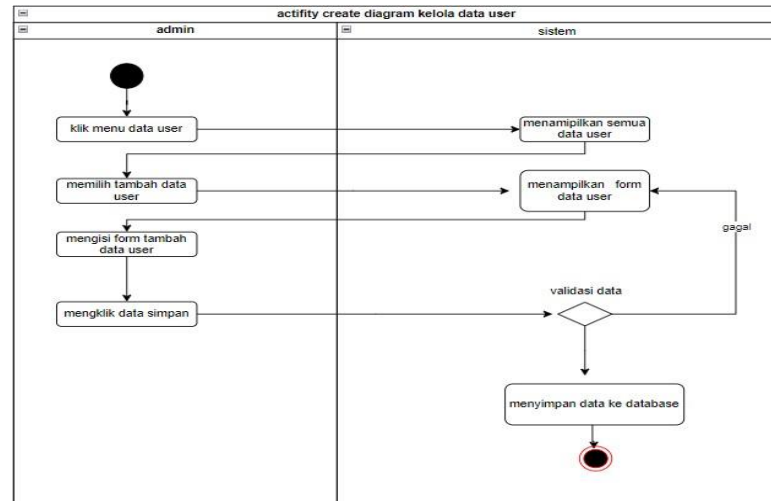 actifity create diagram kelola data user
admin
sistem
klik menu data user
menamipilkan semua
data user
memilih tambah data
user
menampilkan form
data user
mengisi form tambah
data user
gagal
validasi data
mengklik data simpan
menyimpan data ke database